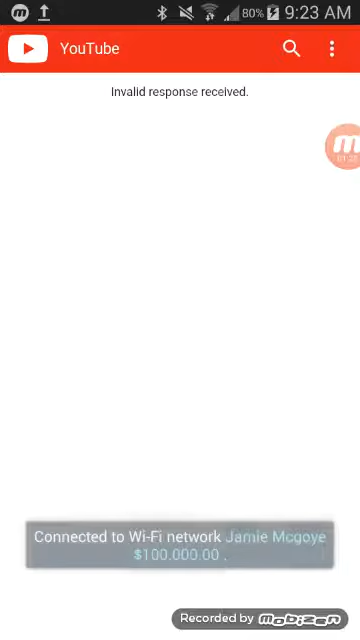 80% 9:23 AM
YouTube
Invalid response received.
01:23
Connected to Wi-Fi network Jamie Mcgoye
$100.000.00 .
Recorded by mobizen